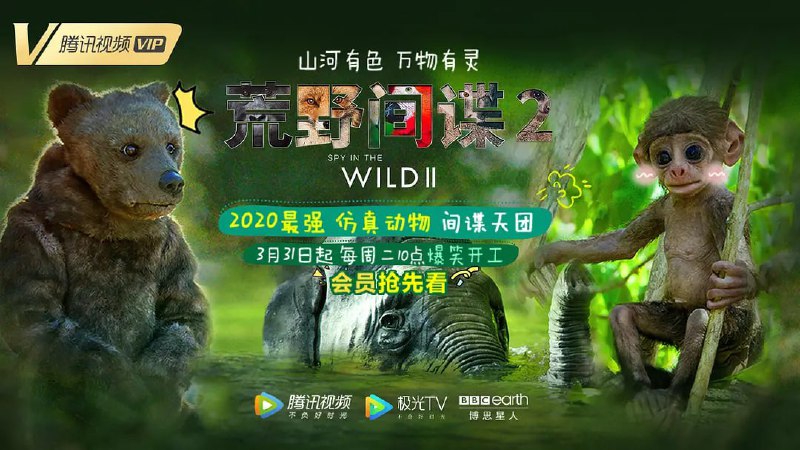 腾讯视频 VIP
山河有色 万物有灵
荒野间谍2
SPY IN THE
WILD II
2020最强 仿真动物 间谍天团
3月31日起 每周二10点爆笑开工
会员抢先看
腾讯视频
不负好时光
极光TV
BBC earth
博思星人